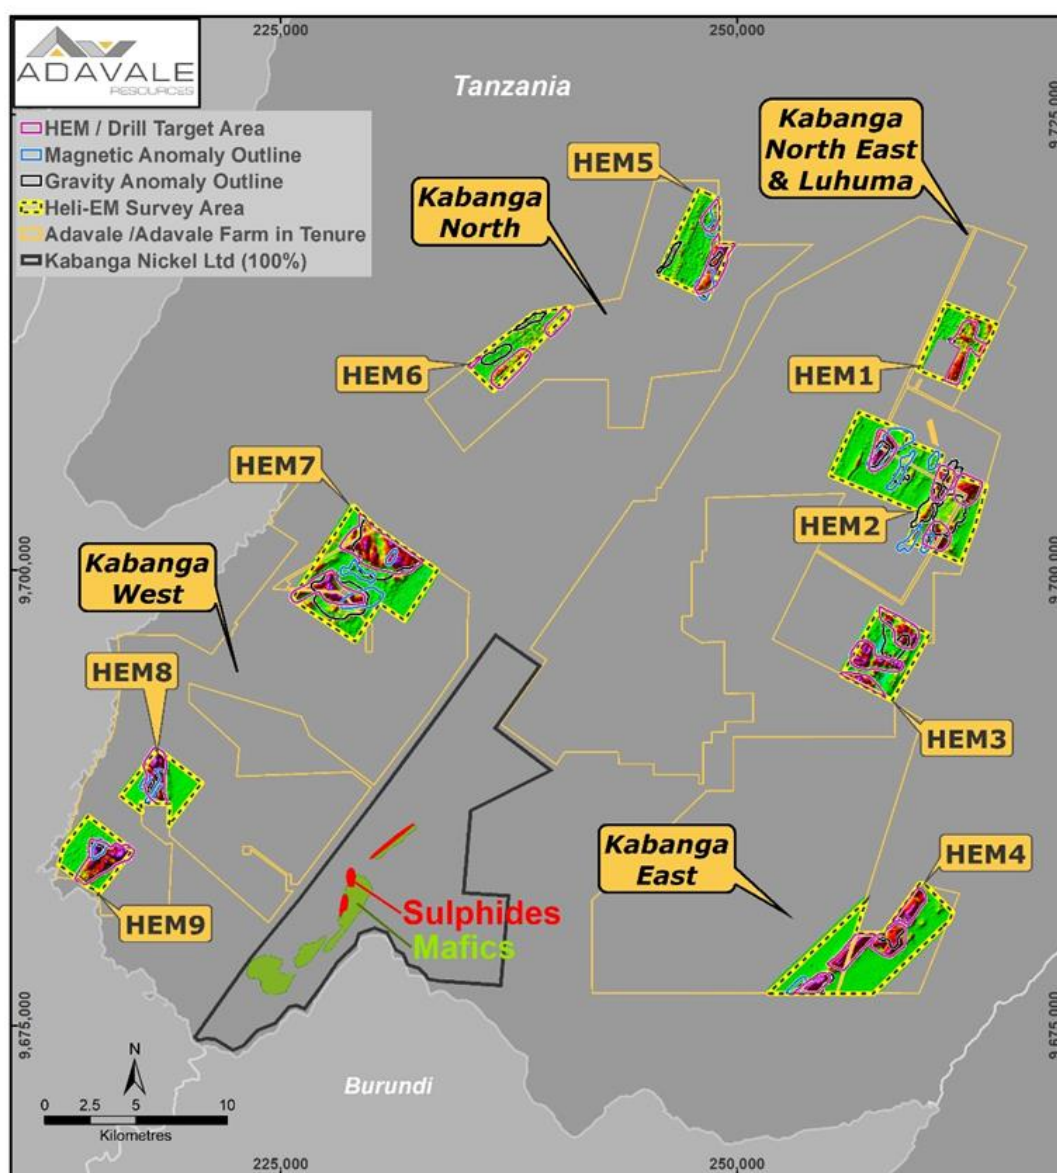 225,000
250,000
ADAVALE
RESOURCES
Tanzania
9,725,000
9,725,000
HEM / Drill Target Area
Magnetic Anomaly Outline
Gravity Anomaly Outline
Heli-EM Survey Area
Adavale /Adavale Farm in Tenure
Kabanga Nickel Ltd (100%)
Kabanga
North East
& Luhuma
HEM5
Kabanga
North
HEM6
HEM1
HEM7
HEM2
9,700,000
9,700,000
Kabanga
West
HEM8
HEM3
Kabanga
East
HEM4
HEM9
Sulphides
Mafics
9,675,000
9,675,000
N
Burundi
0 2.5 5 10
Kilometres
225,000
250,000